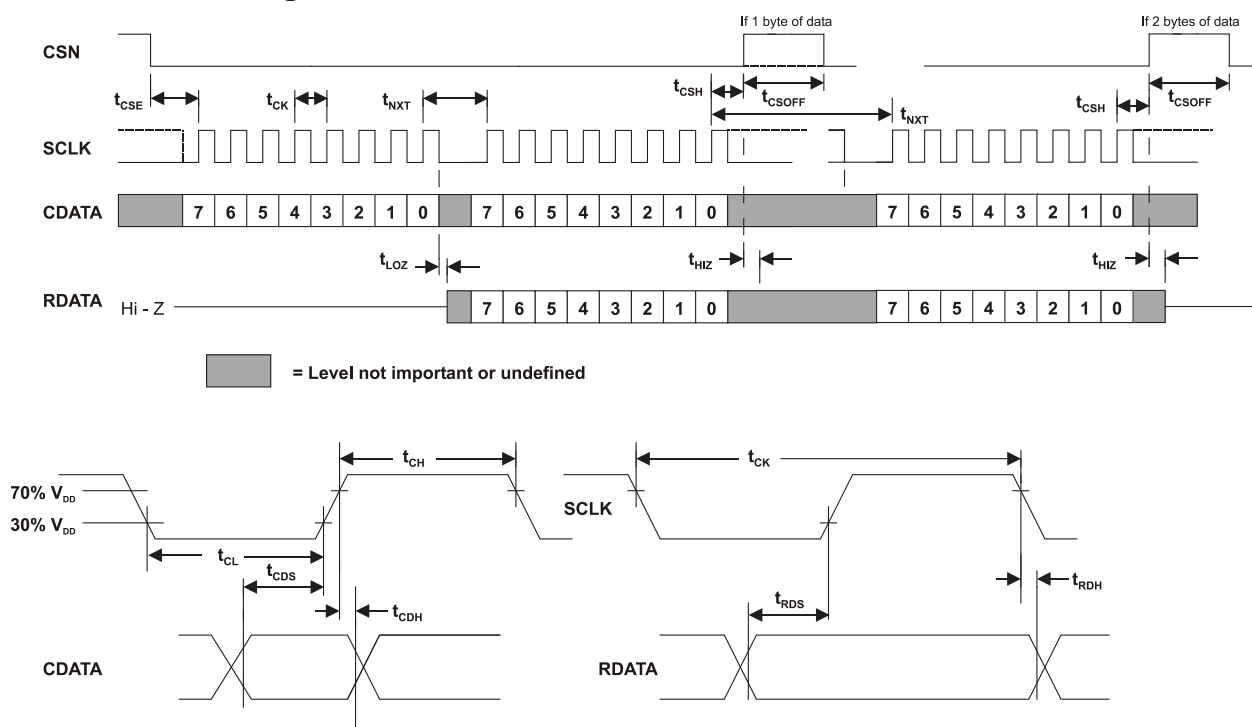 If 1 byte of data
If 2 bytes of data
CSN
tCSE
tCK
tNXT
tCSH
tCSOFF
tNXT
tCSH
tCSOFF
SCLK
CDATA
7 6 5 4 3 2 1 0
7 6 5 4 3 2 1 0
7 6 5 4 3 2 1 0
tLOZ
tHIZ
tHIZ
RDATA
Hi - Z
7 6 5 4 3 2 1 0
7 6 5 4 3 2 1 0
= Level not important or undefined
tCH
tCK
70% VDD
30% VDD
SCLK
tCL
tCDS
tCDH
tRDS
tRDH
CDATA
RDATA